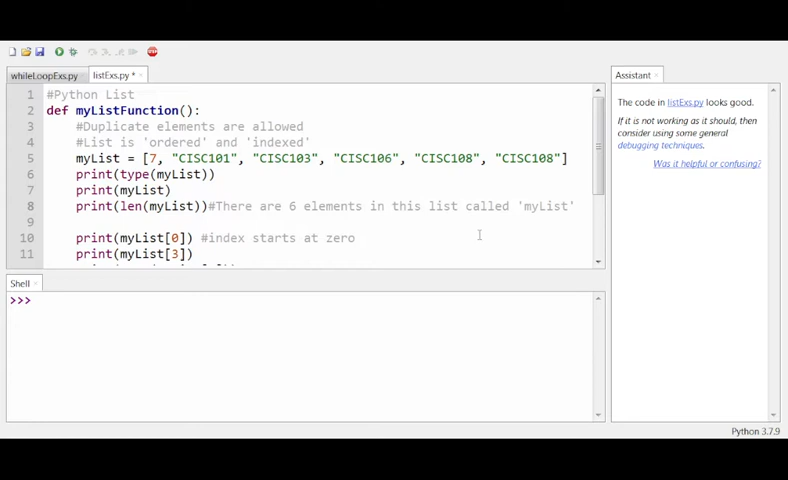 whileLoopExs.py
listExs.py *
Assistant
1 #Python List
2 def myListFunction():
3 #Duplicate elements are allowed
4 #List is 'ordered' and 'indexed'
5 myList = [7, "CISC101", "CISC103", "CISC106", "CISC108", "CISC108"]
6 print(type(myList))
7 print(myList)
8 print(len(myList))#There are 6 elements in this list called 'myList'
9
10 print(myList[0]) #index starts at zero
11 print(myList[3])
The code in listExs.py looks good.
If it is not working as it should, then
consider using some general
debugging techniques.
Was it helpful or confusing?
Shell
>>>
Python 3.7.9